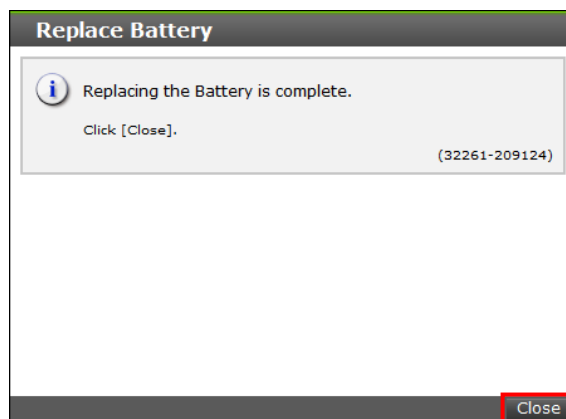 Replace Battery
Replacing the Battery is complete.
Click [Close].
(32261-209124)
Close